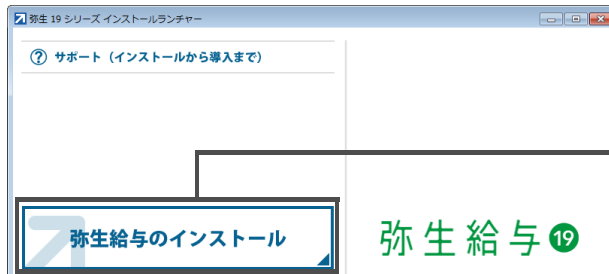 弥生 19 シリーズ インストールランチャー
サポート（インストールから導入まで）
弥生給与のインストール
弥生給与 19